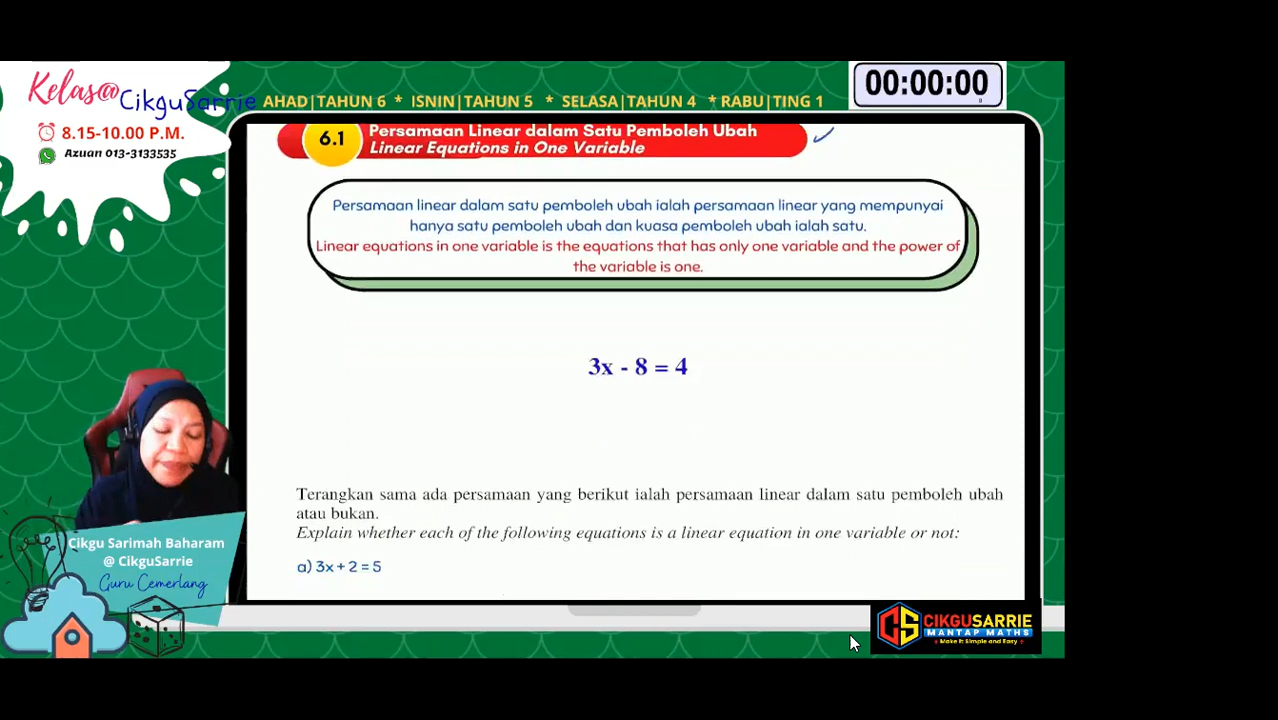 Kelas@CikguSarrie
8.15-10.00 P.M.
Azuan 013-3133535
AHAD|TAHUN 6 * ISNIN|TAHUN 5 * SELASA|TAHUN 4 *RABU|TING 1
00:00:00
6.1
Persamaan Linear dalam Satu Pemboleh Ubah
Linear Equations in One Variable
Persamaan linear dalam satu pemboleh ubah ialah persamaan linear yang mempunyai
hanya satu pemboleh ubah dan kuasa pemboleh ubah ialah satu.
Linear equations in one variable is the equations that has only one variable and the power of
the variable is one.
3x - 8 = 4
Terangkan sama ada persamaan yang berikut ialah persamaan linear dalam satu pemboleh ubah
atau bukan.
Explain whether each of the following equations is a linear equation in one variable or not:
a) 3x + 2 = 5
Cikgu Sarimah Baharam
@ CikguSarrie
Guru Cemerlang
CS CIKGUSARRIE
MANTAP MATHS
Make It Simple and Easy